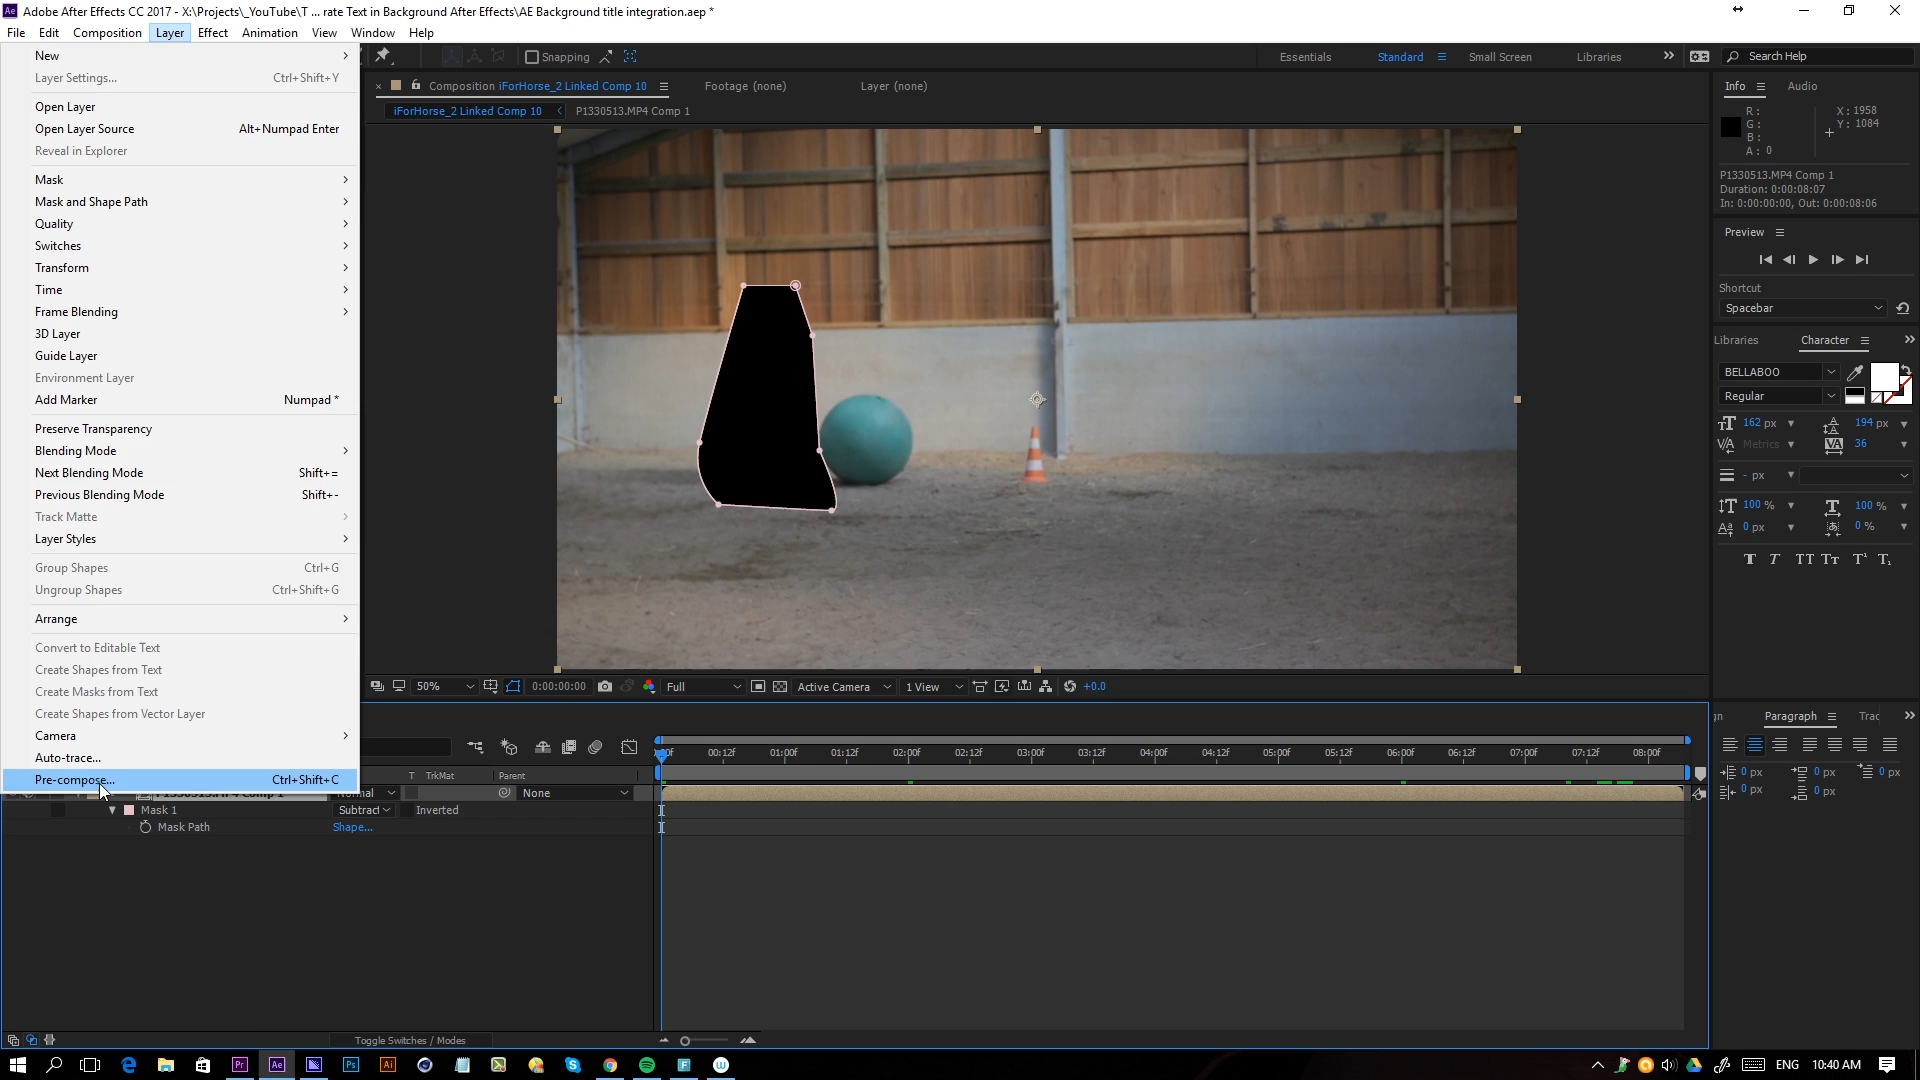 Adobe After Effects CC 2017 - X:\Projects\_YouTube\T ... rate Text in Background After Effects\AE Background title integration.aep *
File Edit Composition Layer Effect Animation View Window Help
New
Layer Settings... Ctrl+Shift+Y
Open Layer
Open Layer Source Alt+Numpad Enter
Reveal in Explorer
Mask
Mask and Shape Path
Quality
Switches
Transform
Time
Frame Blending
3D Layer
Guide Layer
Environment Layer
Add Marker Numpad *
Preserve Transparency
Blending Mode
Next Blending Mode Shift+=
Previous Blending Mode Shift+-
Track Matte
Layer Styles
Group Shapes Ctrl+G
Ungroup Shapes Ctrl+Shift+G
Arrange
Convert to Editable Text
Create Shapes from Text
Create Masks from Text
Create Shapes from Vector Layer
Camera
Auto-trace...
Pre-compose... Ctrl+Shift+C
Snapping
Essentials Standard Small Screen Libraries
Search Help
Composition iForHorse_2 Linked Comp 10 Footage (none) Layer (none)
iForHorse_2 Linked Comp 10 P1330513.MP4 Comp 1
50% 0:00:00:00 Full Active Camera 1 View +0.0
Info Audio
R: X: 1958
G: Y: 1084
B:
A: 0
P1330513.MP4 Comp 1
Duration: 0:00:08:07
In: 0:00:00:00, Out: 0:00:08:06
Preview
Shortcut
Spacebar
Libraries Character
BELLABOO
Regular
162 px 194 px
Metrics 36
- px
100 % 100 %
0 px 0 %
Paragraph Trac
0 px 0 px 0 px
0 px 0 px
00:12f 01:00f 01:12f 02:00f 02:12f 03:00f 03:12f 04:00f 04:12f 05:00f 05:12f 06:00f 06:12f 07:00f 07:12f 08:00f
T TrkMat Parent
P1330513.MP4 Comp 1 Normal None
Mask 1 Subtract Inverted
Mask Path Shape...
Toggle Switches / Modes
ENG 10:40 AM